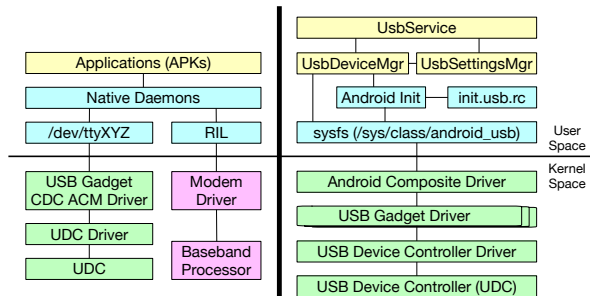 Applications (APKs)
Native Daemons
/dev/ttyXYZ
RIL
USB Gadget
CDC ACM Driver
Modem
Driver
UDC Driver
UDC
Baseband
Processor
UsbService
UsbDeviceMgr
UsbSettingsMgr
Android Init
init.usb.rc
sysfs (/sys/class/android_usb)
User
Space
Kernel
Space
Android Composite Driver
USB Gadget Driver
USB Device Controller Driver
USB Device Controller (UDC)